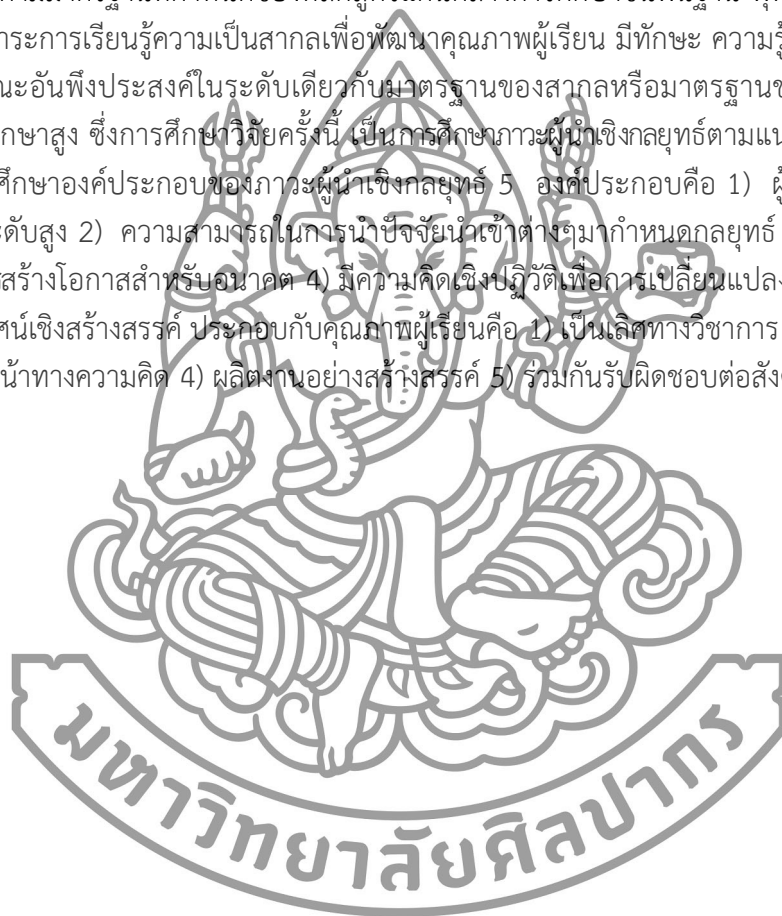 าระการเรียนรู้ความเป็นสากลเพื่อพัฒนาคุณภาพผู้เรียน มีทักษะ ความรู้
ณะอันพึงประสงค์ในระดับเดียวกับมาตรฐานของสากลหรือมาตรฐานข
กษาสูง ซึ่งการศึกษาวิจัยครั้งนี้ เป็นการศึกษาภาวะผู้นำเชิงกลยุทธ์ตามแน
ศึกษาองค์ประกอบของภาวะผู้นำเชิงกลยุทธ์ 5 องค์ประกอบคือ 1) ผู้
ะดับสูง 2) ความสามารถในการนำปัจจัยนำเข้าต่างๆมากำหนดกลยุทธ์
สร้างโอกาสสำหรับอนาคต 4) มีความคิดเชิงปฏิวัติเพื่อการเปลี่ยนแปลง
ศน์เชิงสร้างสรรค์ ประกอบกับคุณภาพผู้เรียนคือ 1) เป็นเลิศทางวิชาการ
น้าทางความคิด 4) ผลิตงานอย่างสร้างสรรค์ 5) ร่วมกันรับผิดชอบต่อสัง
มหาวิทยาลัยศิลปากร